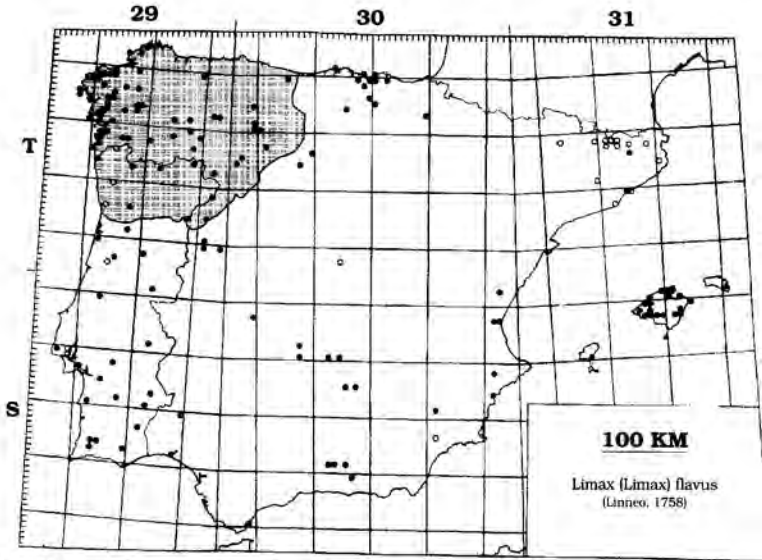 29 30 31
T
S
100 KM
Limax (Limax) flavus
(Linneo, 1758)